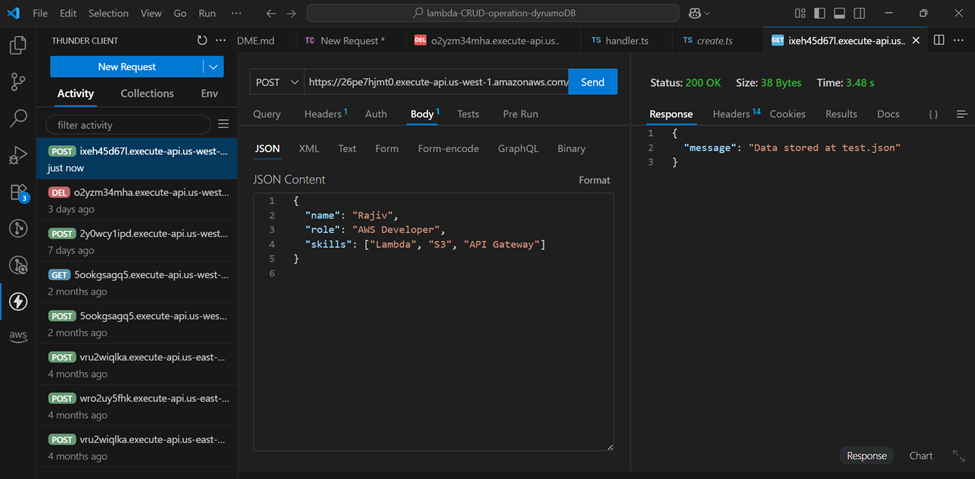 File Edit Selection View Go Run ··· lambda-CRUD-operation-dynamoDB
THUNDER CLIENT
New Request
Activity Collections Env
filter activity
POST ixeh45d67l.execute-api.us-west-...
just now
DEL o2yzm34mha.execute-api.us-west...
3 days ago
POST 2y0wcy1ipd.execute-api.us-west-...
7 days ago
GET 5ookgsagq5.execute-api.us-west-...
2 months ago
POST 5ookgsagq5.execute-api.us-wes...
2 months ago
POST vru2wiqlka.execute-api.us-east-...
4 months ago
POST wro2uy5fhk.execute-api.us-east-...
4 months ago
POST vru2wiqlka.execute-api.us-east-...
4 months ago
3
aws
DME.md TC New Request * DEL o2yzm34mha.execute-api.us.. TS handler.ts TS create.ts GET ixeh45d67l.execute-api.us..
POST https://26pe7hjmt0.execute-api.us-west-1.amazonaws.com/ Send
Query Headers 1 Auth Body 1 Tests Pre Run
JSON XML Text Form Form-encode GraphQL Binary
JSON Content Format
1 {
2 "name": "Rajiv",
3 "role": "AWS Developer",
4 "skills": ["Lambda", "S3", "API Gateway"]
5 }
6
Status: 200 OK Size: 38 Bytes Time: 3.48 s
Response Headers 14 Cookies Results Docs { }
1 {
2 "message": "Data stored at test.json"
3 }
Response Chart